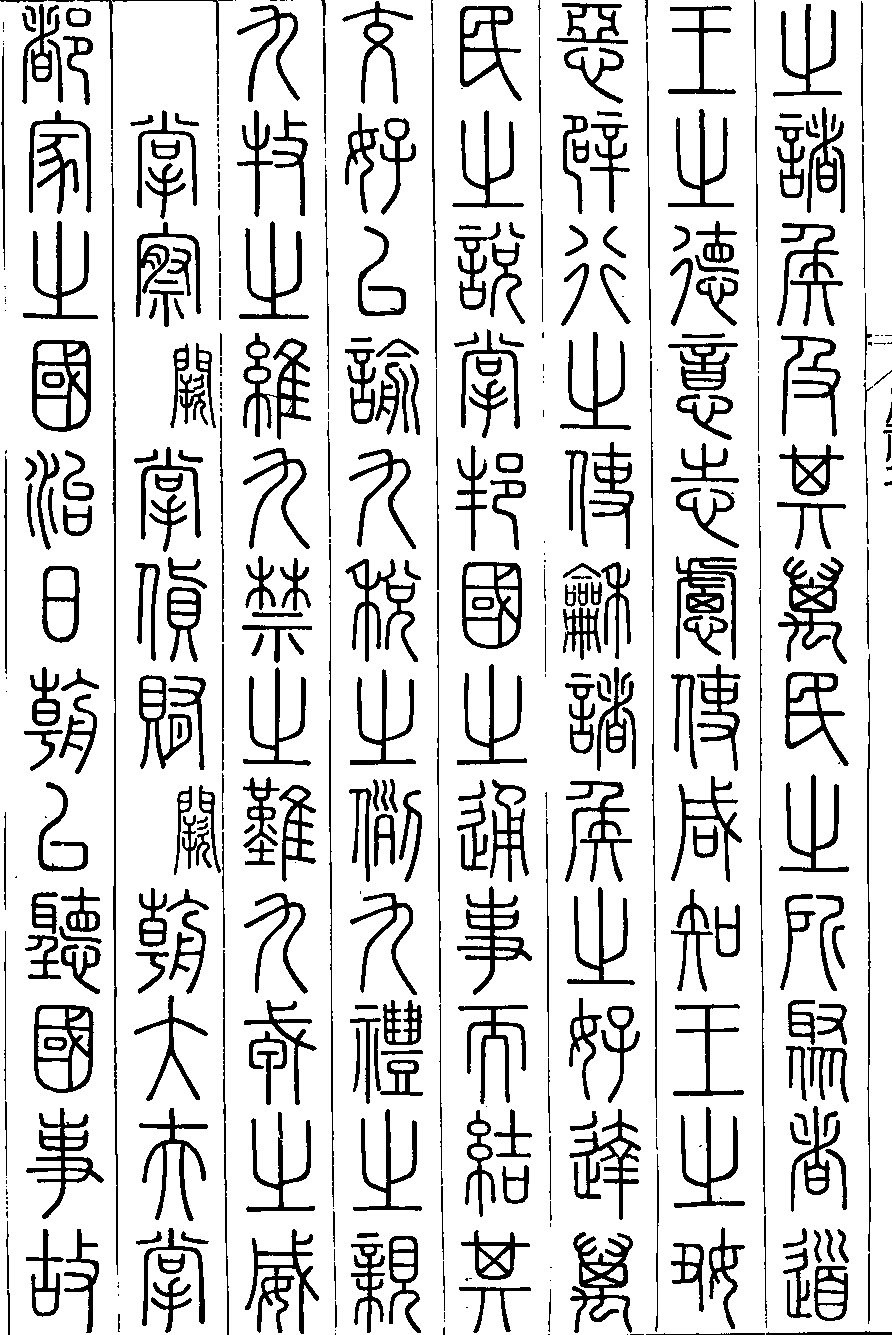 之諸侯及其萬民之所聚者道
王之德意志慮使咸知王之好
惡辟行之使龢諸侯之好達萬
民之說掌邦國之通事而結其
交好以諭九稅之利九禮之親
九牧之維九禁之難九戎之威
掌察闕掌貨賄闕朝大夫掌
都家之國治日朝以聽國事故